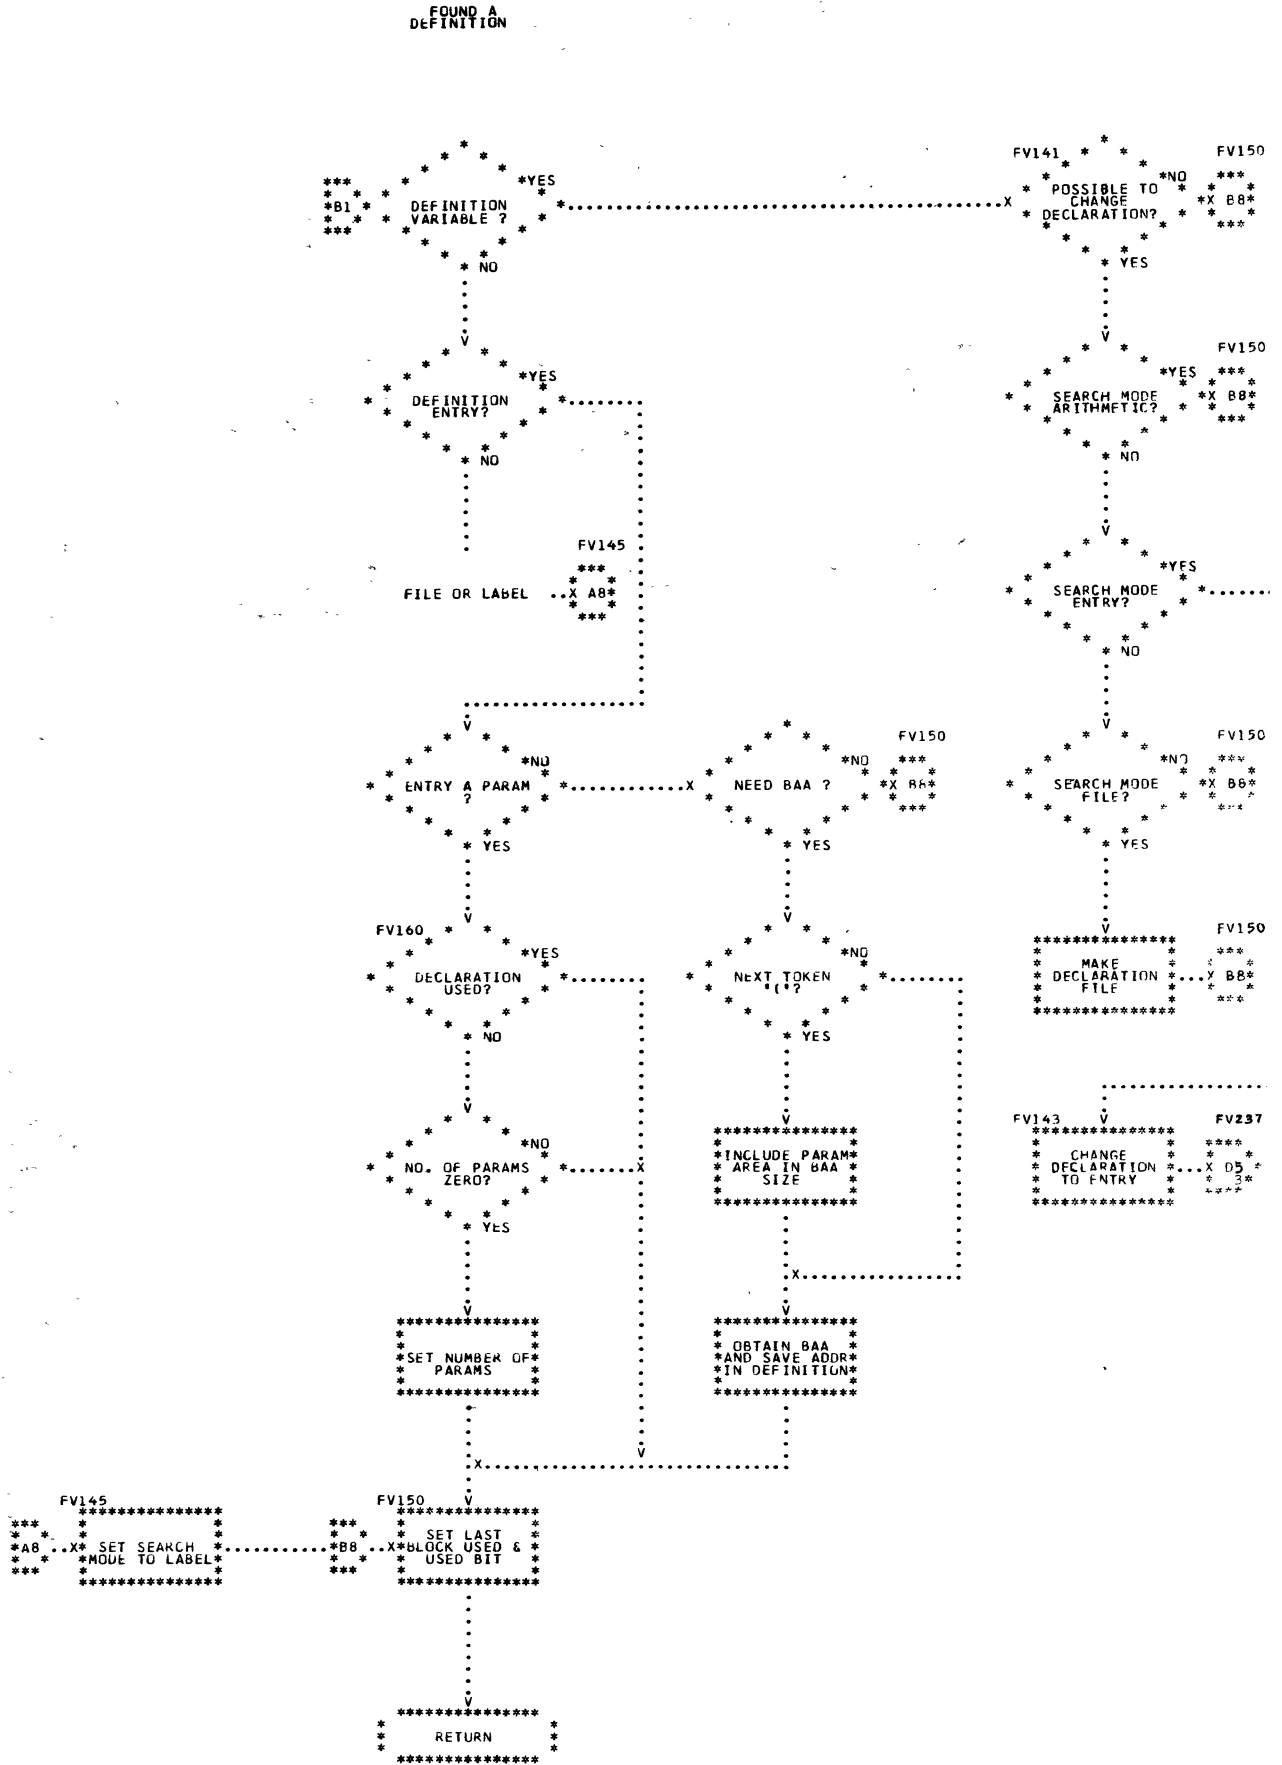 FOUND A
DEFINITION
FV141
FV150
*YES
*NO
*B1
DEFINITION
VARIABLE ?
POSSIBLE TO
CHANGE
DECLARATION?
*X B8*
* NO
* YES
FV150
*YES
*YES
DEFINITION
ENTRY?
SEARCH MODE
ARITHMETIC?
*X B8*
* NO
* NO
FV145
*YES
FILE OR LABEL ..X A8*
SEARCH MODE
ENTRY?
* NO
FV150
FV150
*NO
*NO
*NO
ENTRY A PARAM
?
NEED BAA ?
*X B8*
SEARCH MODE
FILE?
*X B8*
* YES
* YES
* YES
FV160
FV150
*YES
*NO
DECLARATION
USED?
NEXT TOKEN
'('?
MAKE
DECLARATION
FILE
...X B8*
* NO
* YES
FV143
FV237
*NO
NO. OF PARAMS
ZERO?
*INCLUDE PARAM*
* AREA IN BAA *
SIZE
CHANGE
DECLARATION
TO ENTRY
...X D5 *
3*
* YES
*SET NUMBER OF*
PARAMS
* OBTAIN BAA *
*AND SAVE ADDR*
*IN DEFINITION*
FV145
FV150
*A8 ..X* SET SEARCH
*MODE TO LABEL*
*B8 ..X*
SET LAST
*BLOCK USED & *
USED BIT
RETURN